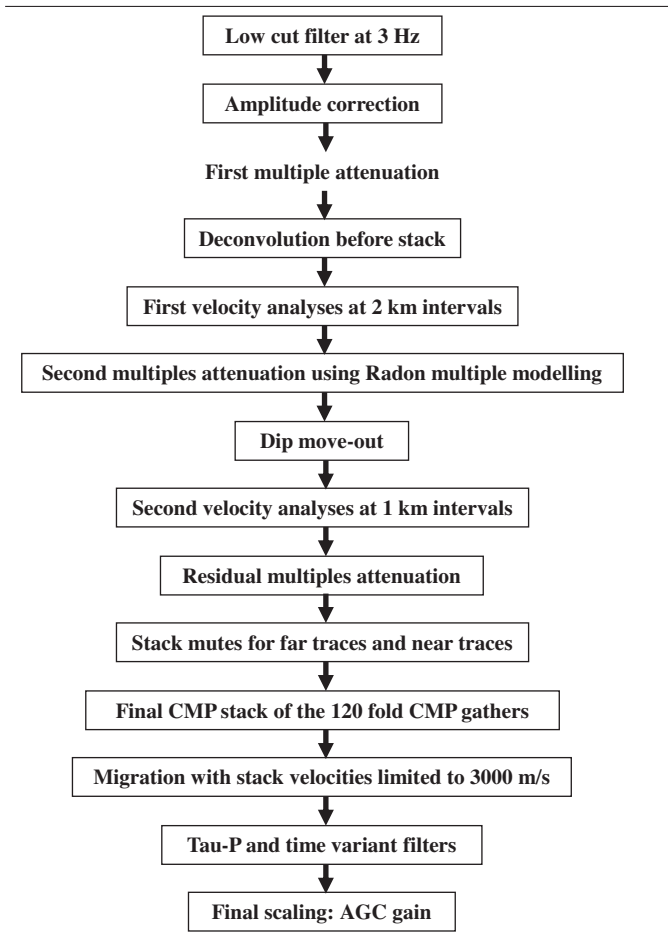 Low cut filter at 3 Hz
Amplitude correction
First multiple attenuation
Deconvolution before stack
First velocity analyses at 2 km intervals
Second multiples attenuation using Radon multiple modelling
Dip move-out
Second velocity analyses at 1 km intervals
Residual multiples attenuation
Stack mutes for far traces and near traces
Final CMP stack of the 120 fold CMP gathers
Migration with stack velocities limited to 3000 m/s
Tau-P and time variant filters
Final scaling: AGC gain